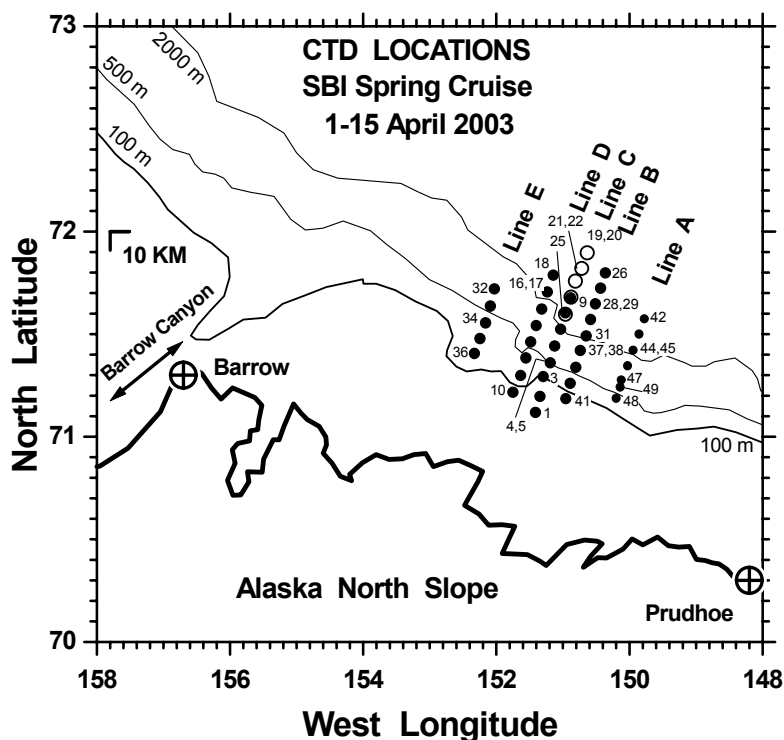 CTD LOCATIONS
SBI Spring Cruise
1-15 April 2003
2000 m
500 m
100 m
10 KM
Barrow Canyon
Barrow
Line E
Line D
Line C
Line B
Line A
21,22
19,20
25
18
16,17
9
26
32
28,29
42
34
31
44,45
37,38
36
3
47
49
10
41
48
4,5
1
100 m
Alaska North Slope
Prudhoe
73
72
71
70
North Latitude
158
156
154
152
150
148
West Longitude